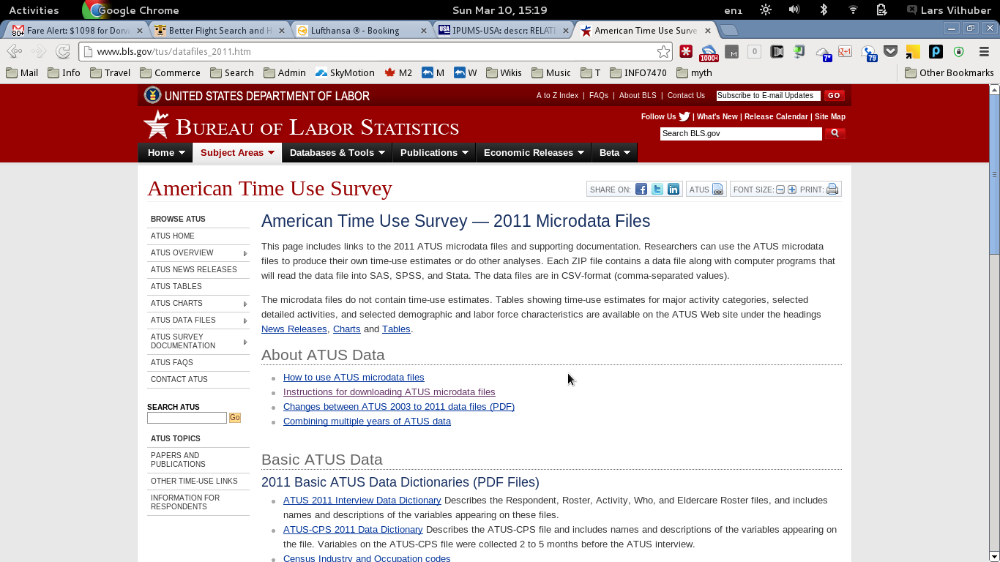 Activities
Google Chrome
Sun Mar 10, 15:19
en₁
Lars Vilhuber
80+
Fare Alert: $1098 for Dorv
Better Flight Search and H
Lufthansa ® - Booking
USA
IPUMS-USA: descr: RELAT
American Time Use Surve
www.bls.gov/tus/datafiles_2011.htm
1000+
M
0
7°
+1
79
P
Mail
Info
Travel
Commerce
Search
Admin
SkyMotion
M2
M
W
Wikis
Music
T
INFO7470
myth
Other Bookmarks
UNITED STATES DEPARTMENT OF LABOR
A to Z Index | FAQs | About BLS | Contact Us
Subscribe to E-mail Updates
GO
BUREAU OF LABOR STATISTICS
Follow Us | What's New | Release Calendar | Site Map
Search BLS.gov
Home
Subject Areas
Databases & Tools
Publications
Economic Releases
Beta
American Time Use Survey
SHARE ON:
ATUS
FONT SIZE:
PRINT:
BROWSE ATUS
ATUS HOME
ATUS OVERVIEW
ATUS NEWS RELEASES
ATUS TABLES
ATUS CHARTS
ATUS DATA FILES
ATUS SURVEY
DOCUMENTATION
ATUS FAQS
CONTACT ATUS
SEARCH ATUS
Go
ATUS TOPICS
PAPERS AND
PUBLICATIONS
OTHER TIME-USE LINKS
INFORMATION FOR
RESPONDENTS
American Time Use Survey — 2011 Microdata Files
This page includes links to the 2011 ATUS microdata files and supporting documentation. Researchers can use the ATUS microdata
files to produce their own time-use estimates or do other analyses. Each ZIP file contains a data file along with computer programs that
will read the data file into SAS, SPSS, and Stata. The data files are in CSV-format (comma-separated values).
The microdata files do not contain time-use estimates. Tables showing time-use estimates for major activity categories, selected
detailed activities, and selected demographic and labor force characteristics are available on the ATUS Web site under the headings
News Releases, Charts and Tables.
About ATUS Data
How to use ATUS microdata files
Instructions for downloading ATUS microdata files
Changes between ATUS 2003 to 2011 data files (PDF)
Combining multiple years of ATUS data
Basic ATUS Data
2011 Basic ATUS Data Dictionaries (PDF Files)
ATUS 2011 Interview Data Dictionary Describes the Respondent, Roster, Activity, Who, and Eldercare Roster files, and includes
names and descriptions of the variables appearing on these files.
ATUS-CPS 2011 Data Dictionary Describes the ATUS-CPS file and includes names and descriptions of the variables appearing on
the file. Variables on the ATUS-CPS file were collected 2 to 5 months before the ATUS interview.
Census Industry and Occupation codes